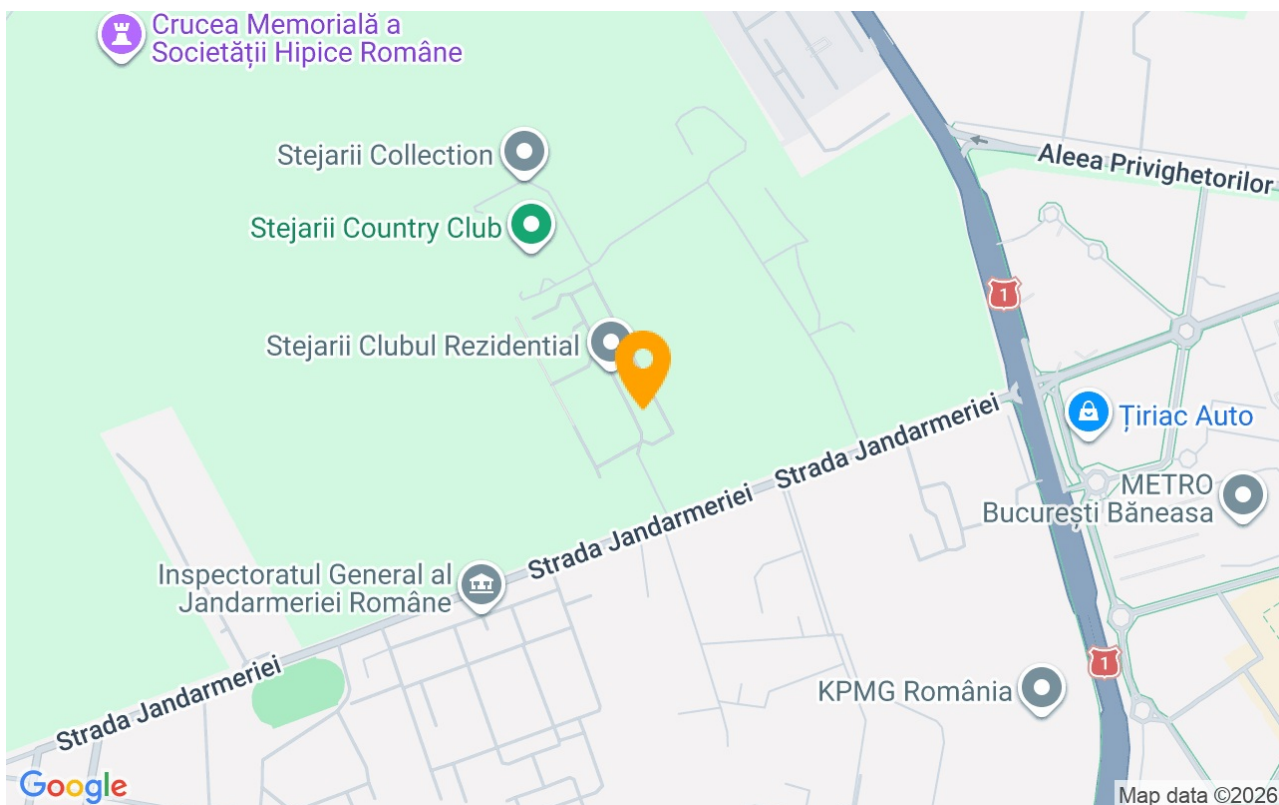 Crucea Memorială a
Societății Hipice Române
Stejarii Collection
Aleea Privighetorilor
Stejarii Country Club
1
Stejarii Clubul Rezidential
Țiriac Auto
Strada Jandarmeriei
METRO
București Băneasa
Strada Jandarmeriei
Inspectoratul General al
Jandarmeriei Române
1
KPMG România
Strada Jandarmeriei
Google
Map data ©2026